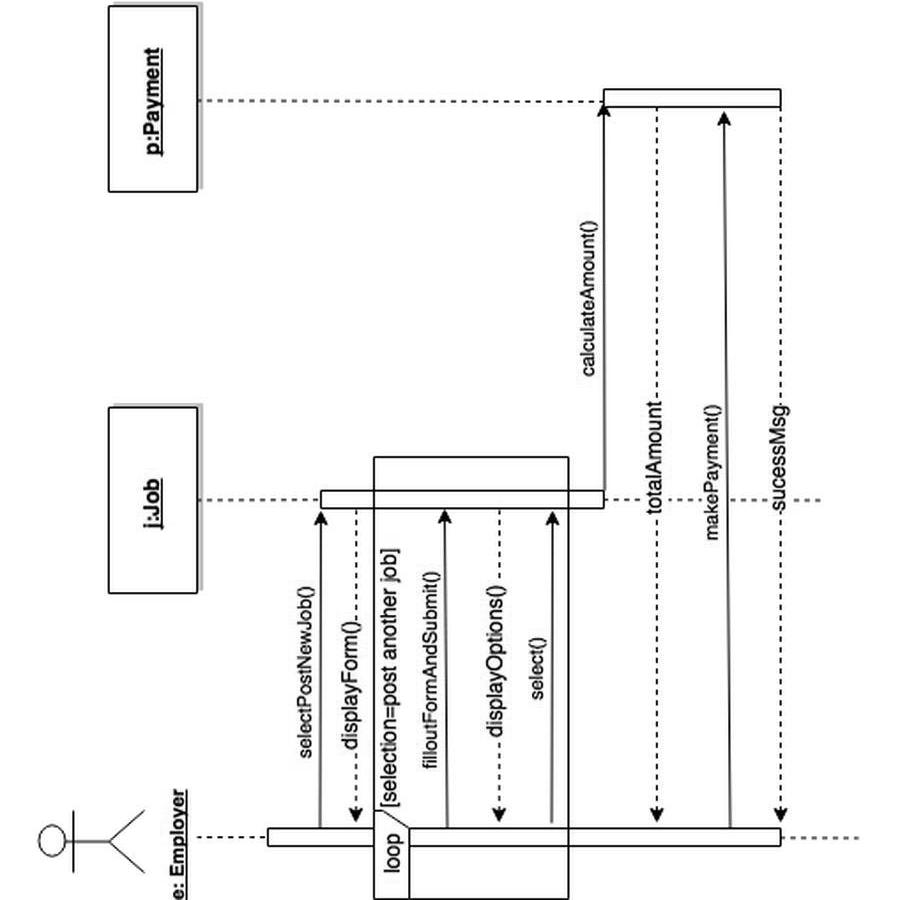 e: Employer
j:Job
p:Payment
selectPostNewJob()
displayForm()
loop
[selection=post another job]
filloutFormAndSubmit()
displayOptions()
select()
calculateAmount()
totalAmount
makePayment()
sucessMsg